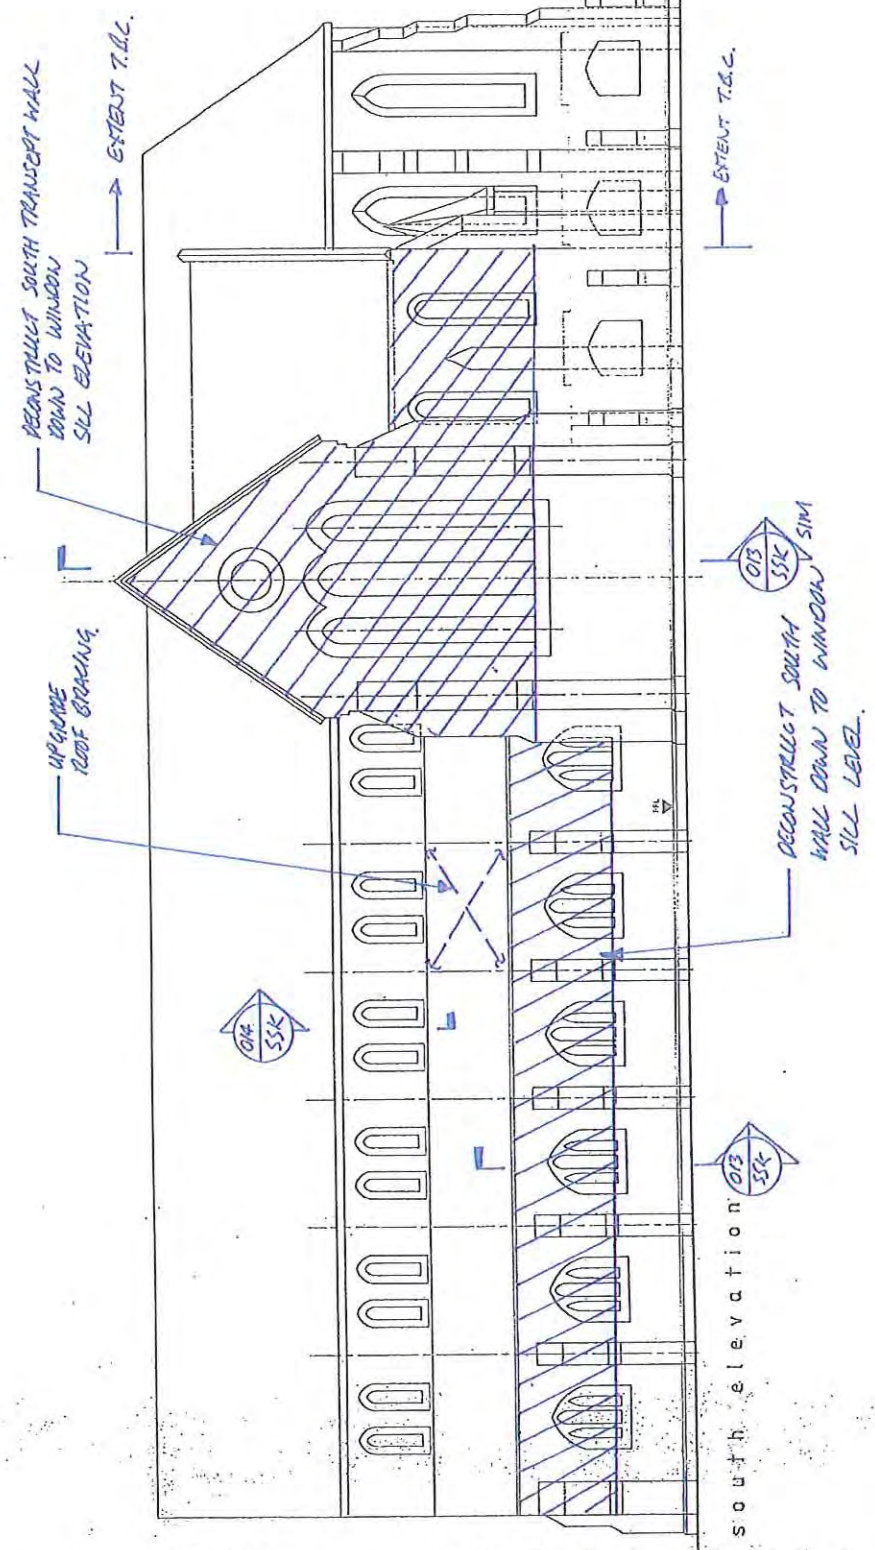 DECONSTRUCT SOUTH TRANSEPT WALL
DOWN TO WINDOW
SILL ELEVATION
EXTENT T.B.C.
UPGRADE
ROOF BRACING.
014
SSK
EXTENT T.B.C.
013
SSK
SIM
DECONSTRUCT SOUTH
WALL DOWN TO WINDOW
SILL LEVEL.
FFL
013
SSK
south elevation